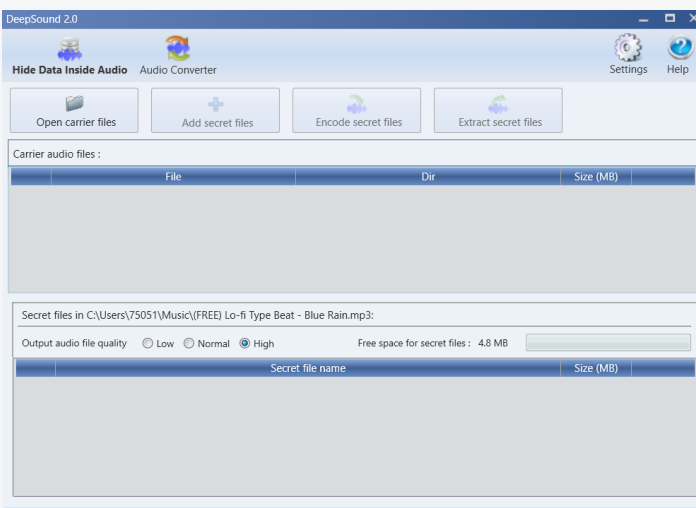 DeepSound 2.0
Hide Data Inside Audio Audio Converter Settings Help
Open carrier files Add secret files Encode secret files Extract secret files
Carrier audio files :
File Dir Size (MB)
Secret files in C:\Users\75051\Music\(FREE) Lo-fi Type Beat - Blue Rain.mp3:
Output audio file quality Low Normal High Free space for secret files : 4.8 MB
Secret file name Size (MB)